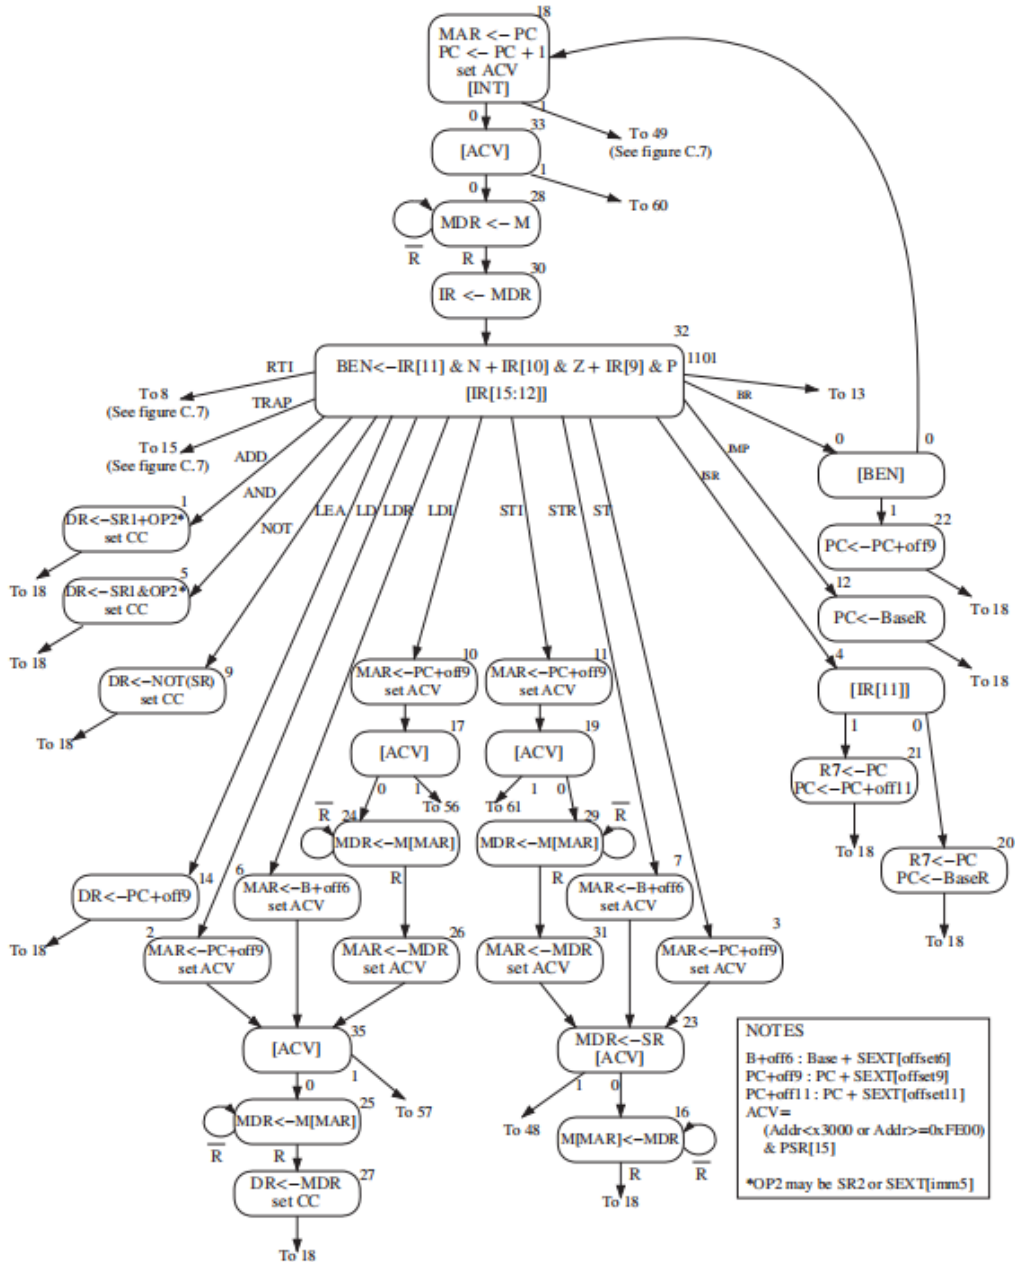 18
MAR <- PC
PC <- PC + 1
set ACV
[INT]
0
1
To 49
(See figure C.7)
33
[ACV]
0
1
To 60
28
MDR <- M
R
R
30
IR <- MDR
32
BEN<-IR[11] & N + IR[10] & Z + IR[9] & P
[IR[15:12]]
1101
To 13
RTI
To 8
(See figure C.7)
TRAP
To 15
(See figure C.7)
ADD
AND
NOT
LEA
LD
LDR
LDI
STI
STR
ST
JSR
JMP
BR
0
0
[BEN]
1
22
PC<-PC+off9
To 18
12
PC<-BaseR
To 18
4
[IR[11]]
1
0
21
R7<-PC
PC<-PC+off11
To 18
20
R7<-PC
PC<-BaseR
To 18
1
DR<-SR1+OP2*
set CC
To 18
5
DR<-SR1&OP2*
set CC
To 18
9
DR<-NOT(SR)
set CC
To 18
10
MAR<-PC+off9
set ACV
11
MAR<-PC+off9
set ACV
17
[ACV]
0
1
To 56
19
[ACV]
1
0
To 61
R
24
MDR<-M[MAR]
R
29
MDR<-M[MAR]
R
R
14
DR<-PC+off9
To 18
6
MAR<-B+off6
set ACV
7
MAR<-B+off6
set ACV
2
MAR<-PC+off9
set ACV
26
MAR<-MDR
set ACV
31
MAR<-MDR
set ACV
3
MAR<-PC+off9
set ACV
35
[ACV]
0
1
To 57
23
MDR<-SR
[ACV]
1
0
To 48
25
MDR<-M[MAR]
R
R
27
DR<-MDR
set CC
To 18
16
M[MAR]<-MDR
R
R
To 18
NOTES
B+off6 : Base + SEXT[offset6]
PC+off9 : PC + SEXT[offset9]
PC+off11 : PC + SEXT[offset11]
ACV=
(Addr<x3000 or Addr>=0xFE00)
& PSR[15]
*OP2 may be SR2 or SEXT[imm5]